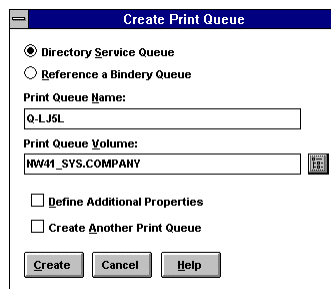 Create Print Queue
Directory Service Queue
Reference a Bindery Queue
Print Queue Name:
Q-LJ5L
Print Queue Volume:
NW41_SYS.COMPANY
Define Additional Properties
Create Another Print Queue
Create Cancel Help